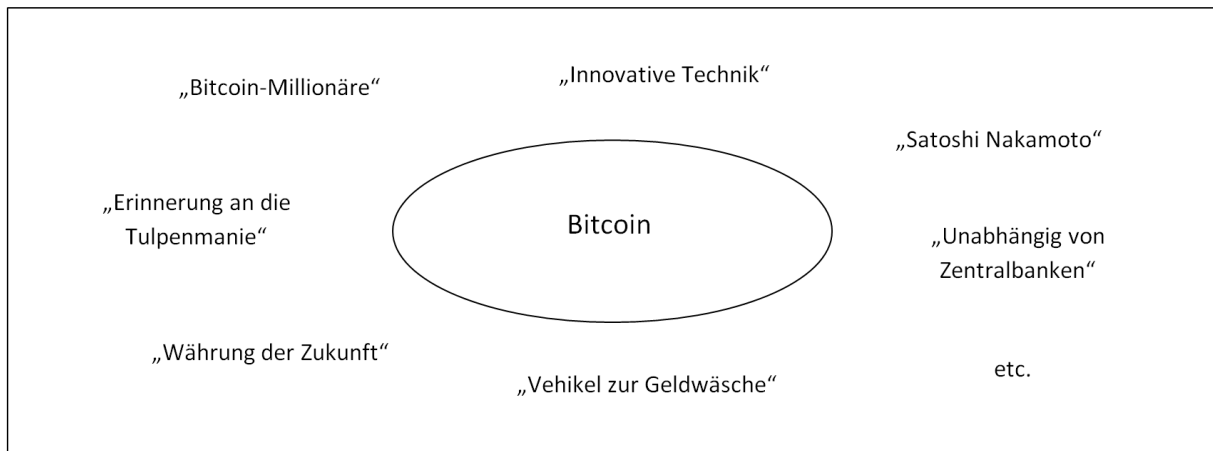 „Bitcoin-Millionäre“
„Innovative Technik“
„Satoshi Nakamoto“
„Erinnerung an die
Tulpenmanie“
Bitcoin
„Unabhängig von
Zentralbanken“
„Währung der Zukunft“
„Vehikel zur Geldwäsche“
etc.